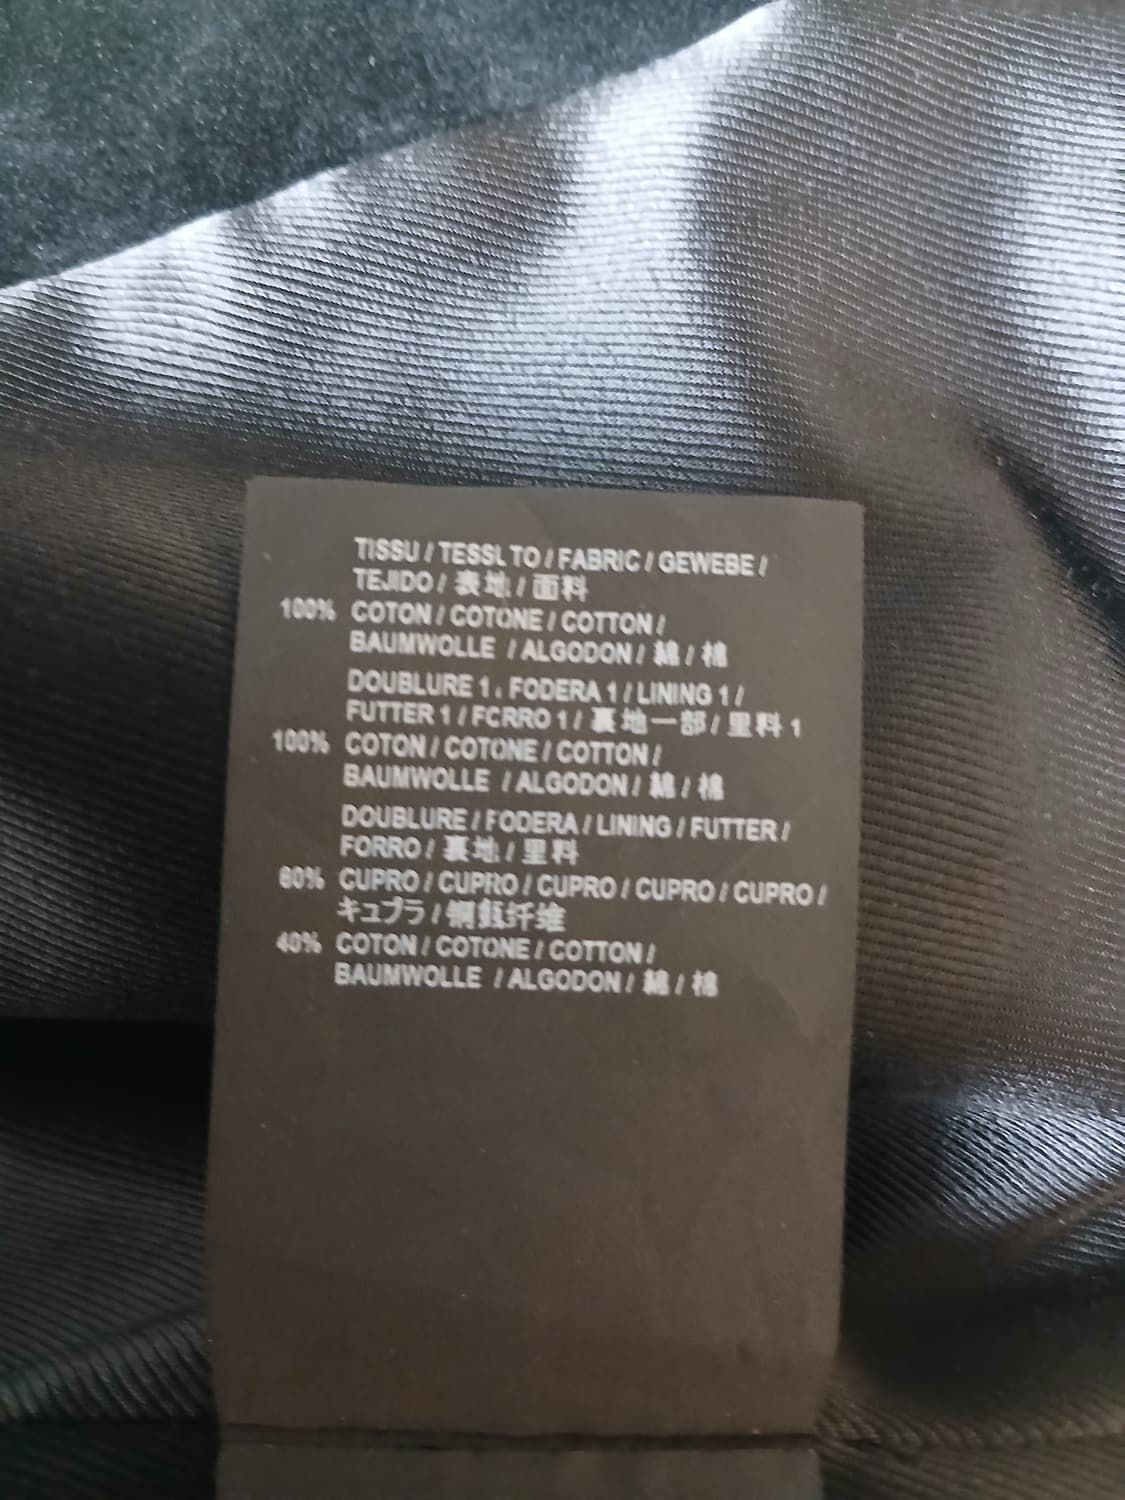 TISSU / TESSUTO / FABRIC / GEWEBE /
TEJIDO / 表地 / 面料
100% COTON / COTONE / COTTON /
BAUMWOLLE / ALGODON / 綿 / 棉
DOUBLURE 1 / FODERA 1 / LINING 1 /
FUTTER 1 / FORRO 1 / 裏地一部 / 里料 1
100% COTON / COTONE / COTTON /
BAUMWOLLE / ALGODON / 綿 / 棉
DOUBLURE / FODERA / LINING / FUTTER /
FORRO / 裏地 / 里料
60% CUPRO / CUPRO / CUPRO / CUPRO / CUPRO /
キュプラ / 铜氨纤维
40% COTON / COTONE / COTTON /
BAUMWOLLE / ALGODON / 綿 / 棉